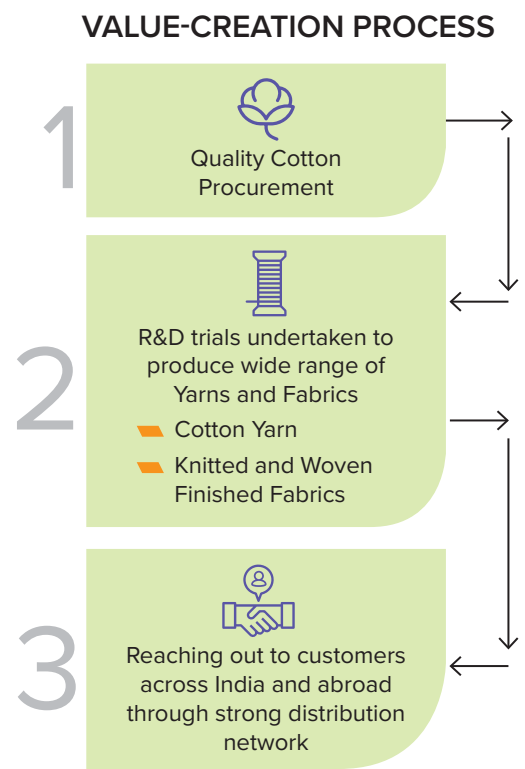 VALUE-CREATION PROCESS
1
Quality Cotton
Procurement
2
R&D trials undertaken to
produce wide range of
Yarns and Fabrics
Cotton Yarn
Knitted and Woven
Finished Fabrics
3
Reaching out to customers
across India and abroad
through strong distribution
network